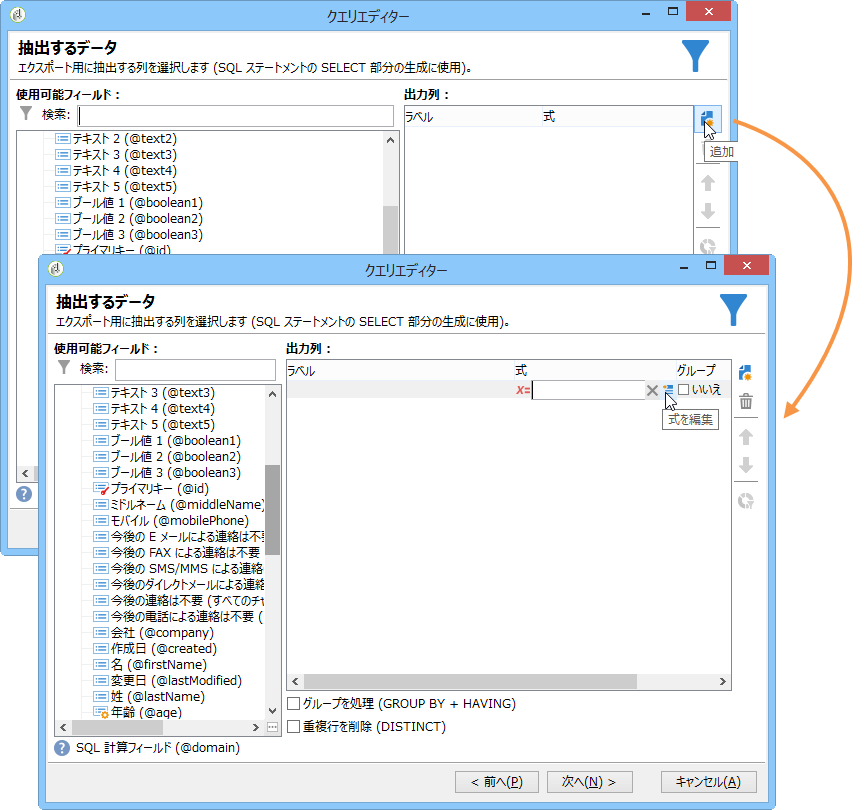 クエリエディター
抽出するデータ
エクスポート用に抽出する列を選択します (SQL ステートメントの SELECT 部分の生成に使用)。
使用可能フィールド：
出力列：
検索:
ラベル 式
追加
テキスト 2 (@text2)
テキスト 3 (@text3)
テキスト 4 (@text4)
テキスト 5 (@text5)
ブール値 1 (@boolean1)
ブール値 2 (@boolean2)
ブール値 3 (@boolean3)
プライマリキー (@id)
クエリエディター
抽出するデータ
エクスポート用に抽出する列を選択します (SQL ステートメントの SELECT 部分の生成に使用)。
使用可能フィールド：
出力列：
検索:
ラベル 式 グループ
いいえ
式を編集
テキスト 3 (@text3)
テキスト 4 (@text4)
テキスト 5 (@text5)
ブール値 1 (@boolean1)
ブール値 2 (@boolean2)
ブール値 3 (@boolean3)
プライマリキー (@id)
ミドルネーム (@middleName)
モバイル (@mobilePhone)
今後の E メールによる連絡は不
今後の FAX による連絡は不要
今後の SMS/MMS による連絡
今後のダイレクトメールによる連絡
今後の連絡は不要 (すべてのチャ
今後の電話による連絡は不要 (
会社 (@company)
作成日 (@created)
名 (@firstName)
変更日 (@lastModified)
姓 (@lastName)
年齢 (@age)
グループを処理 (GROUP BY + HAVING)
重複行を削除 (DISTINCT)
SQL 計算フィールド (@domain)
< 前へ(P) 次へ(N) > キャンセル(A)